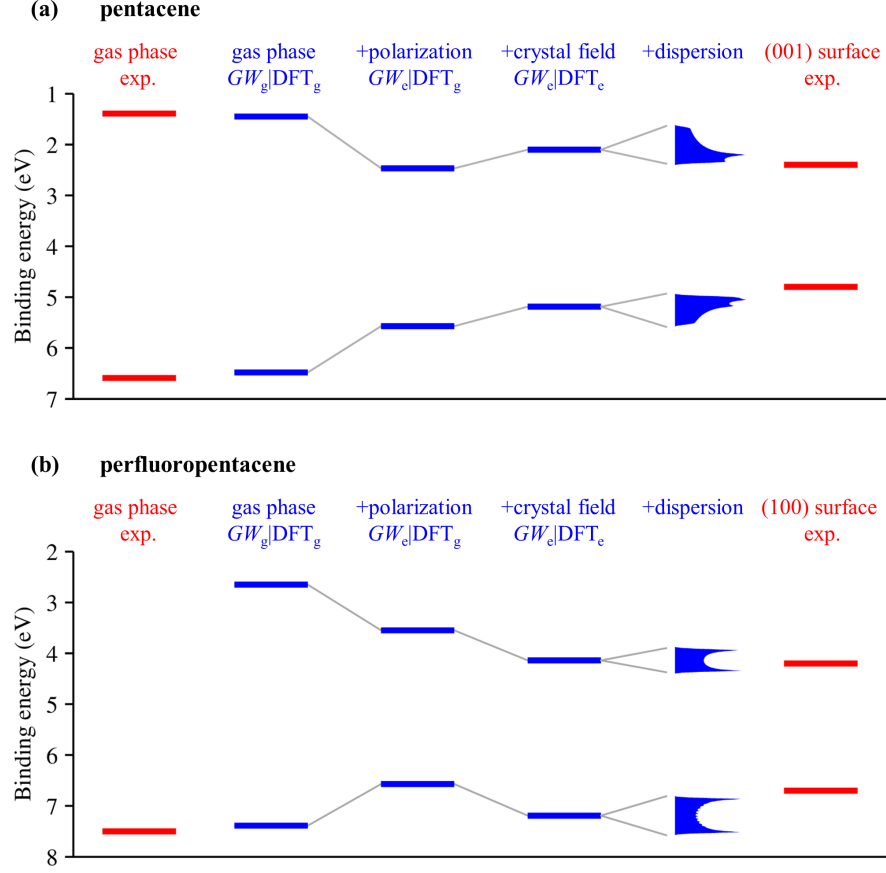 (a) pentacene
gas phase gas phase +polarization +crystal field +dispersion (001) surface
exp. GWg|DFTg GWe|DFTg GWe|DFTe exp.
1
2
3
4
5
6
7
Binding energy (eV)
(b) perfluoropentacene
gas phase gas phase +polarization +crystal field +dispersion (100) surface
exp. GWg|DFTg GWe|DFTg GWe|DFTe exp.
2
3
4
5
6
7
8
Binding energy (eV)